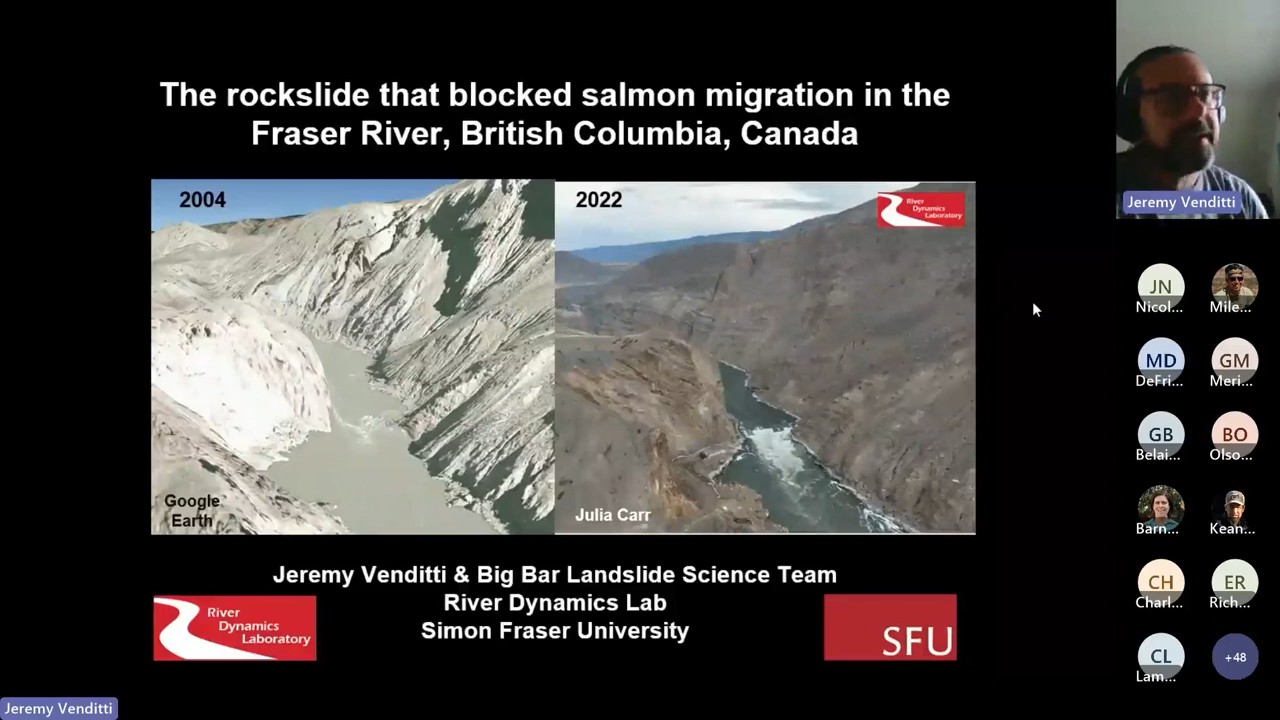 The rockslide that blocked salmon migration in the
Fraser River, British Columbia, Canada
2004
2022
River
Dynamics
Laboratory
Google
Earth
Julia Carr
Jeremy Venditti & Big Bar Landslide Science Team
River Dynamics Lab
Simon Fraser University
River
Dynamics
Laboratory
SFU
Jeremy Venditti
JN
Nicol...
Mile...
MD
DeFri...
GM
Meri...
GB
Belai...
BO
Olso...
Barn...
Kean...
CH
Charl...
ER
Rich...
CL
Lam...
+48
Jeremy Venditti